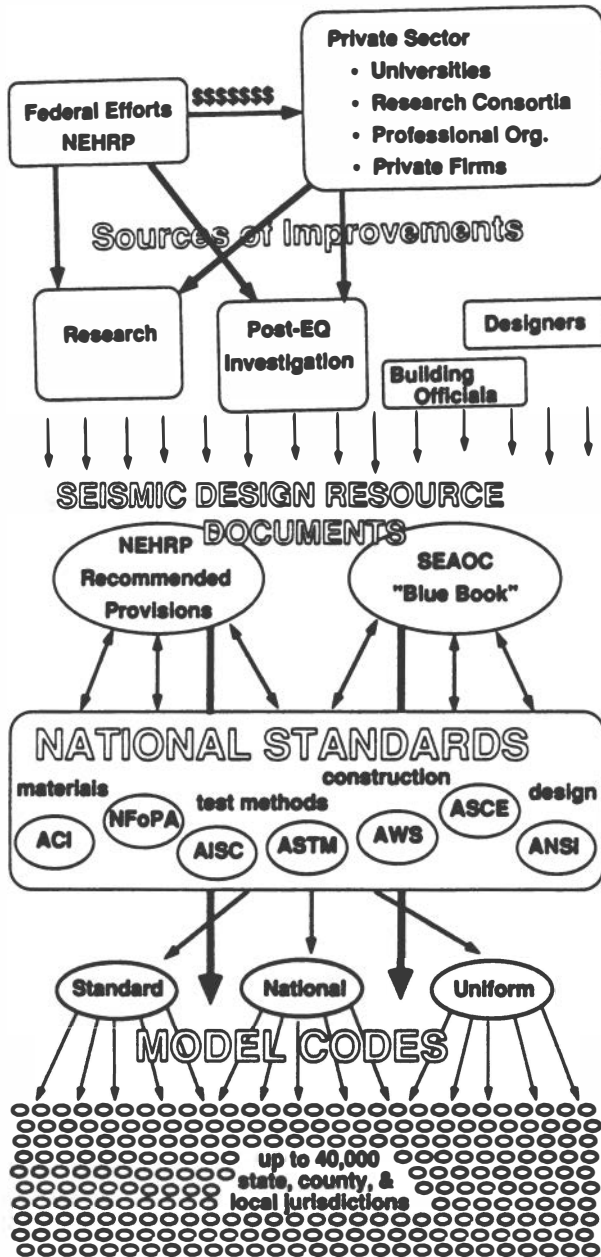 Private Sector
• Universities
• Research Consortia
• Professional Org.
• Private Firms
$$$$$$$
Federal Efforts
NEHRP
Sources of Improvements
Research
Post-EQ
Investigation
Designers
Building
Officials
SEISMIC DESIGN RESOURCE
DOCUMENTS
NEHRP
Recommended
Provisions
SEAOC
"Blue Book"
NATIONAL STANDARDS
materials
test methods
construction
design
ACI
NFoPA
AISC
ASTM
AWS
ASCE
ANSI
Standard
National
Uniform
MODEL CODES
up to 40,000
state, county, &
local jurisdictions